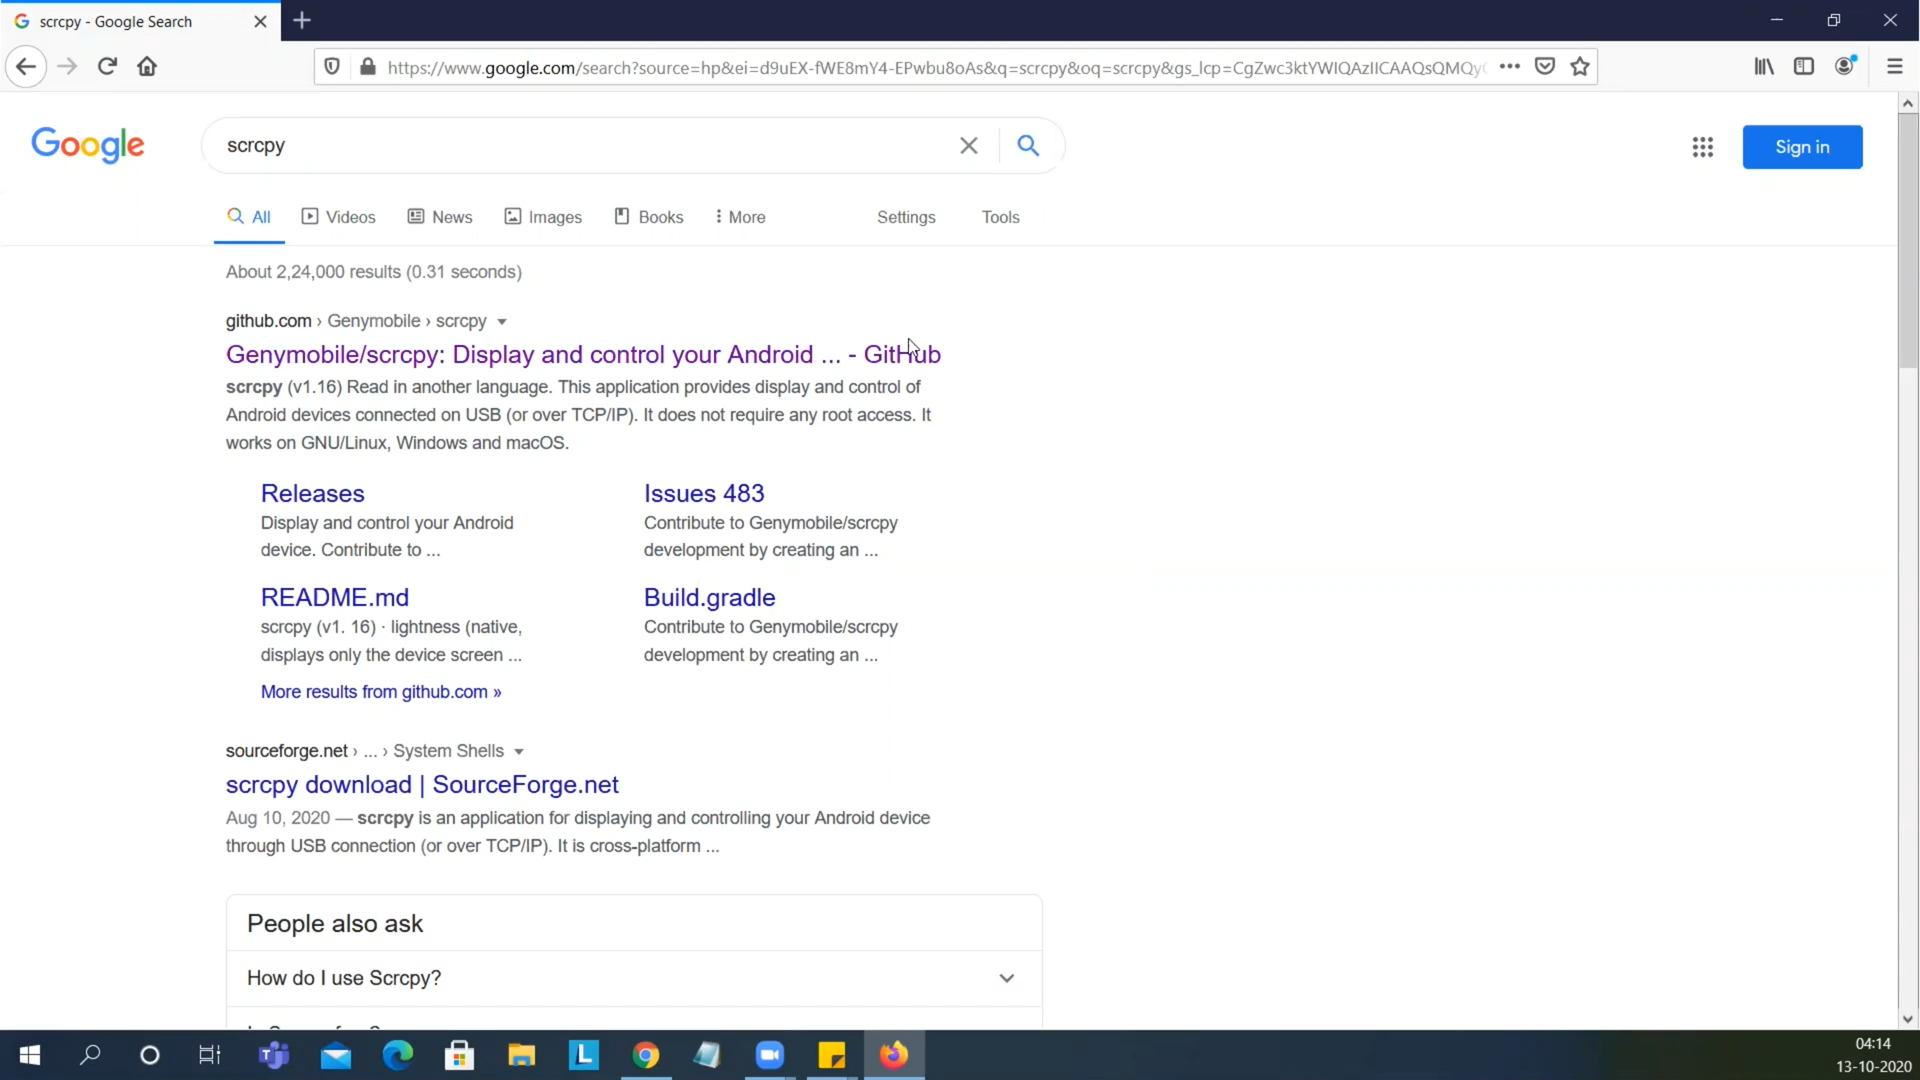 scrcpy - Google Search
https://www.google.com/search?source=hp&ei=d9uEX-fWE8mY4-EPwbu8oAs&q=scrcpy&oq=scrcpy&gs_lcp=CgZwc3ktYWIQAzIICAAQsQMQy
Google
scrcpy
Sign in
All Videos News Images Books More Settings Tools
About 2,24,000 results (0.31 seconds)
github.com › Genymobile › scrcpy
Genymobile/scrcpy: Display and control your Android ... - GitHub
scrcpy (v1.16) Read in another language. This application provides display and control of
Android devices connected on USB (or over TCP/IP). It does not require any root access. It
works on GNU/Linux, Windows and macOS.
Releases
Display and control your Android
device. Contribute to ...
Issues 483
Contribute to Genymobile/scrcpy
development by creating an ...
README.md
scrcpy (v1. 16) · lightness (native,
displays only the device screen ...
Build.gradle
Contribute to Genymobile/scrcpy
development by creating an ...
More results from github.com »
sourceforge.net › ... › System Shells
scrcpy download | SourceForge.net
Aug 10, 2020 — scrcpy is an application for displaying and controlling your Android device
through USB connection (or over TCP/IP). It is cross-platform ...
People also ask
How do I use Scrcpy?
04:14
13-10-2020